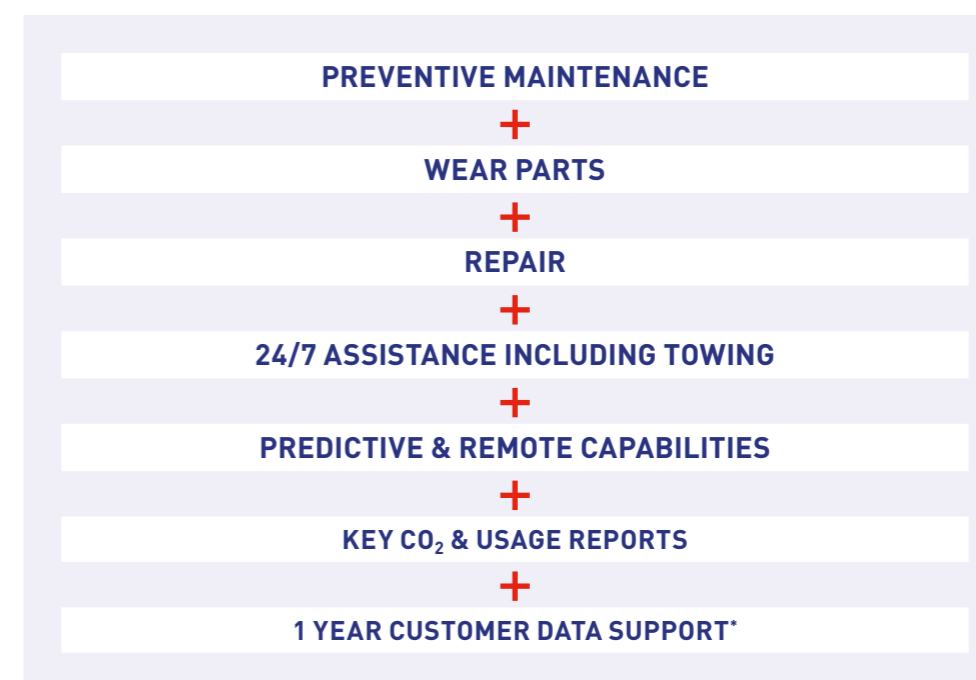 PREVENTIVE MAINTENANCE
+
WEAR PARTS
+
REPAIR
+
24/7 ASSISTANCE INCLUDING TOWING
+
PREDICTIVE & REMOTE CAPABILITIES
+
KEY CO₂ & USAGE REPORTS
+
1 YEAR CUSTOMER DATA SUPPORT*